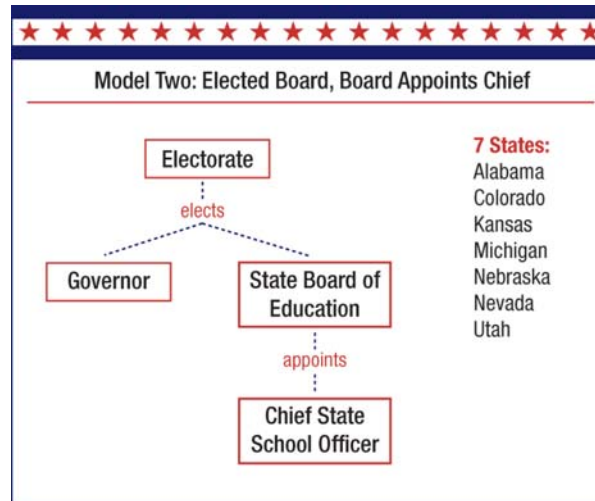 Model Two: Elected Board, Board Appoints Chief
Electorate
elects
Governor
State Board of
Education
appoints
Chief State
School Officer
7 States:
Alabama
Colorado
Kansas
Michigan
Nebraska
Nevada
Utah